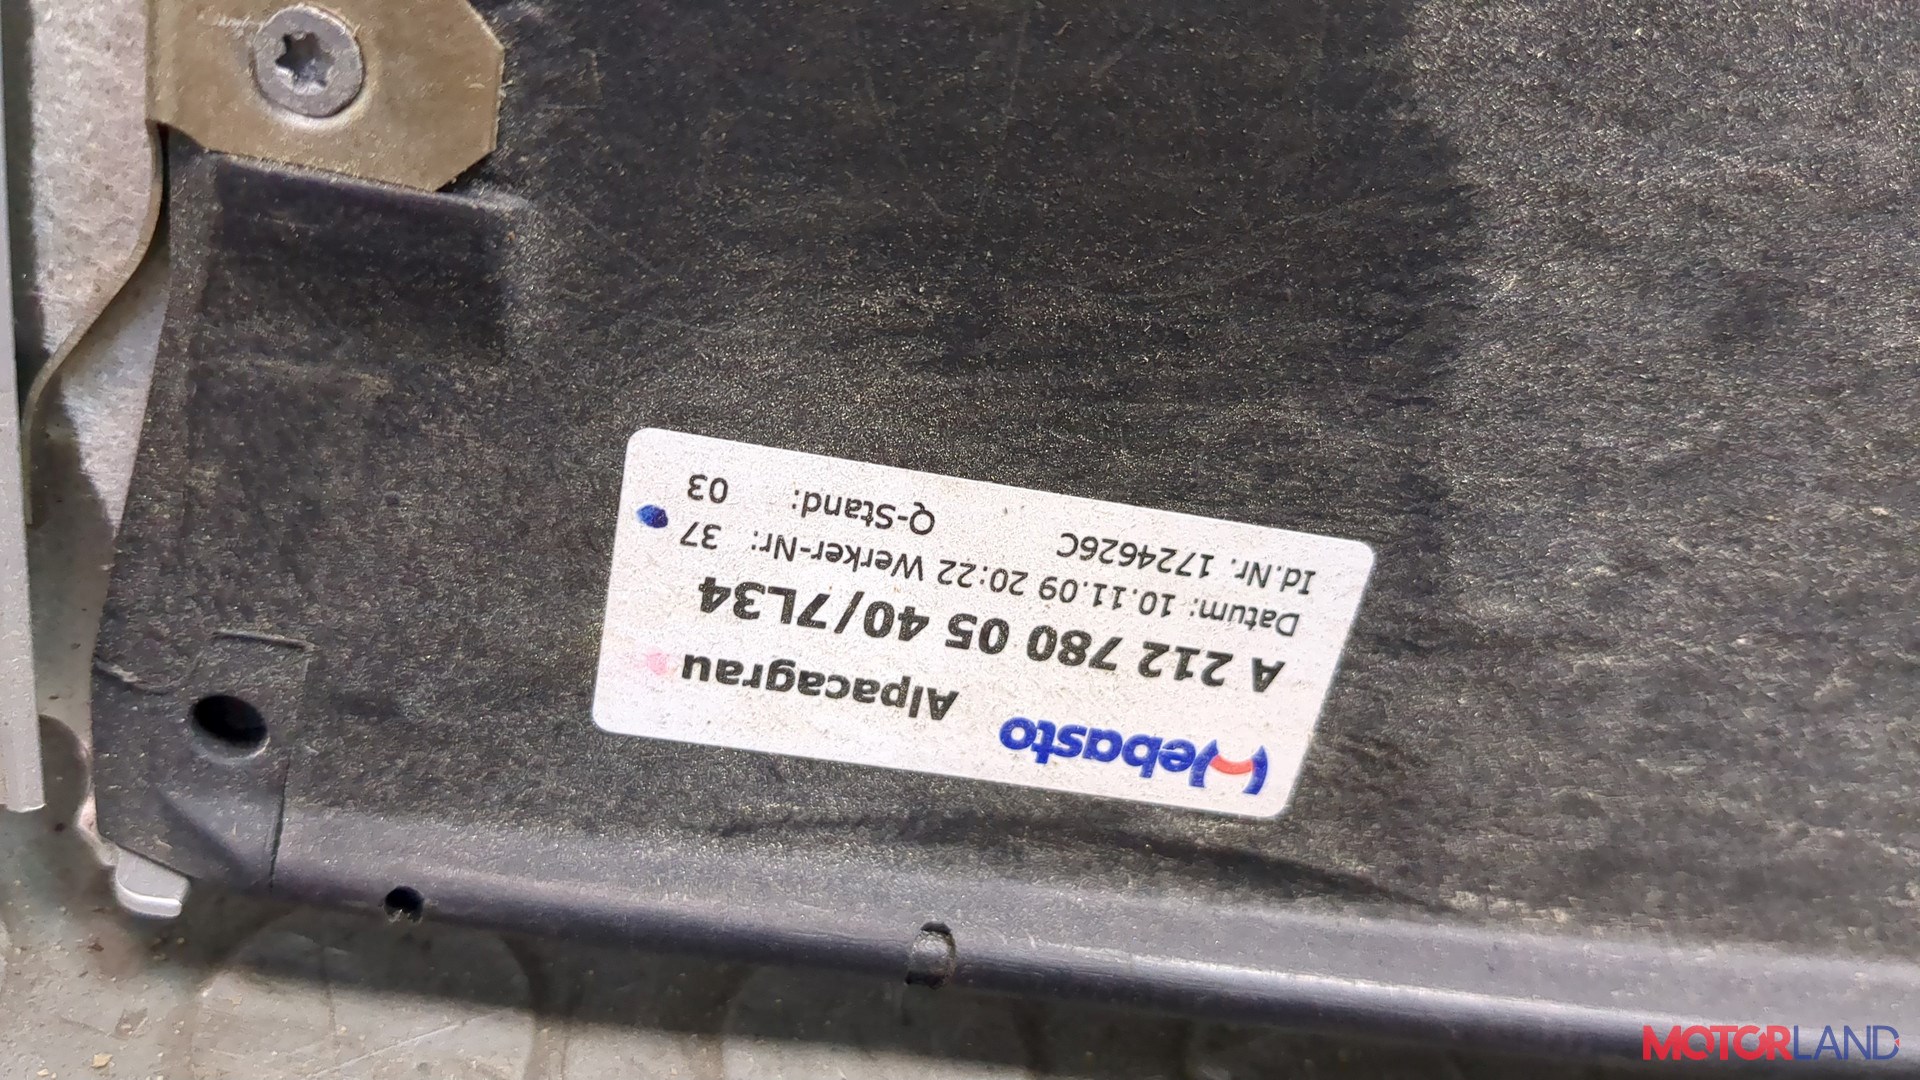 Webasto Alpacagrau
A 212 780 05 40/7L34
Datum: 10.11.09 20:22 Werker-Nr: 37
Id.Nr. 1724626C Q-Stand: 03
MOTORLAND